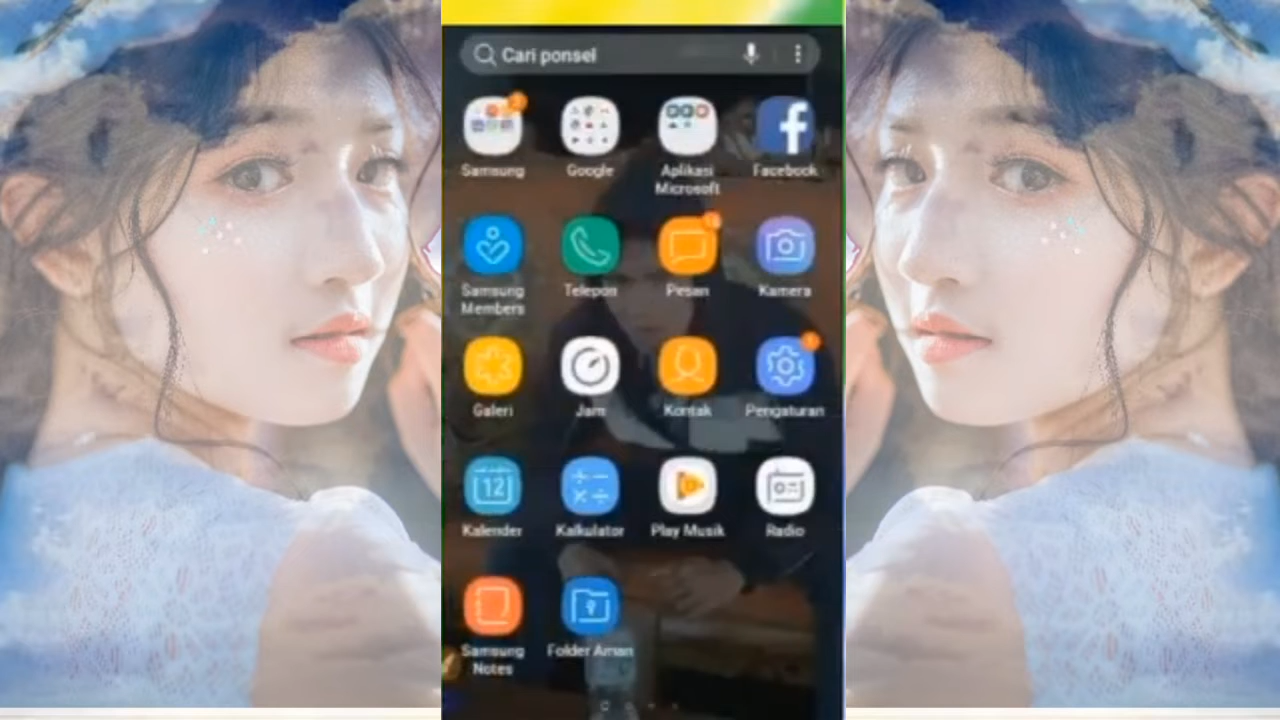 Cari ponsel
Samsung
Google
Aplikasi
Microsoft
Facebook
Samsung
Members
Telepon
Pesan
Kamera
Galeri
Jam
Kontak
Pengaturan
12
Kalender
Kalkulator
Play Musik
Radio
Samsung
Notes
Folder Aman